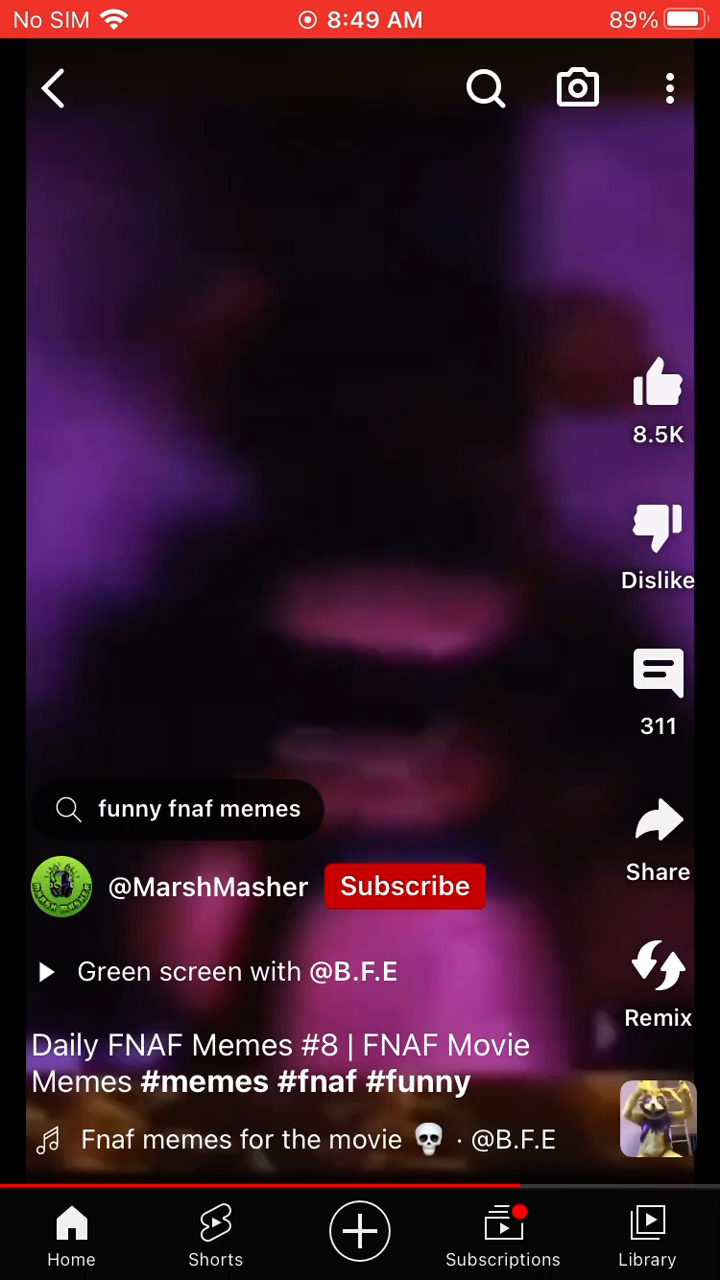 No SIM 8:49 AM 89%
8.5K
Dislike
311
funny fnaf memes
Share
@MarshMasher Subscribe
Green screen with @B.F.E
Remix
Daily FNAF Memes #8 | FNAF Movie
Memes #memes #fnaf #funny
Fnaf memes for the movie 💀 · @B.F.E
Home Shorts Subscriptions Library